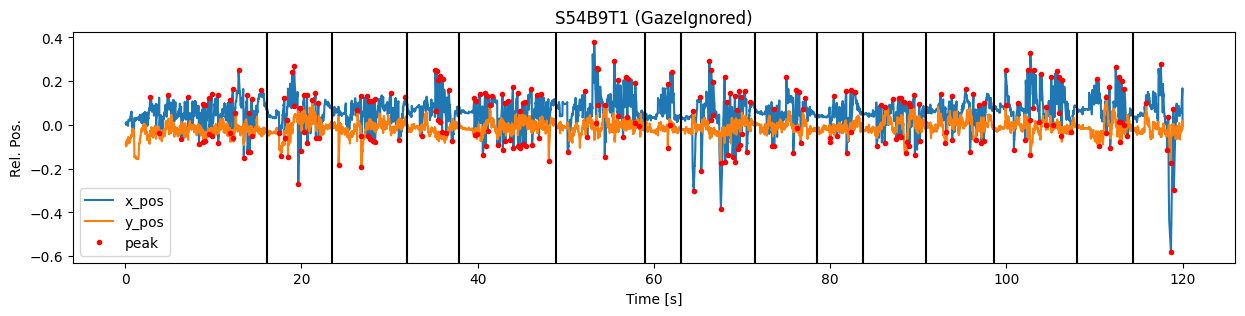 S54B9T1 (GazeIgnored)
Rel. Pos.
0.4
0.2
0.0
−0.2
−0.4
−0.6
x_pos
y_pos
peak
0
20
40
60
80
100
120
Time [s]